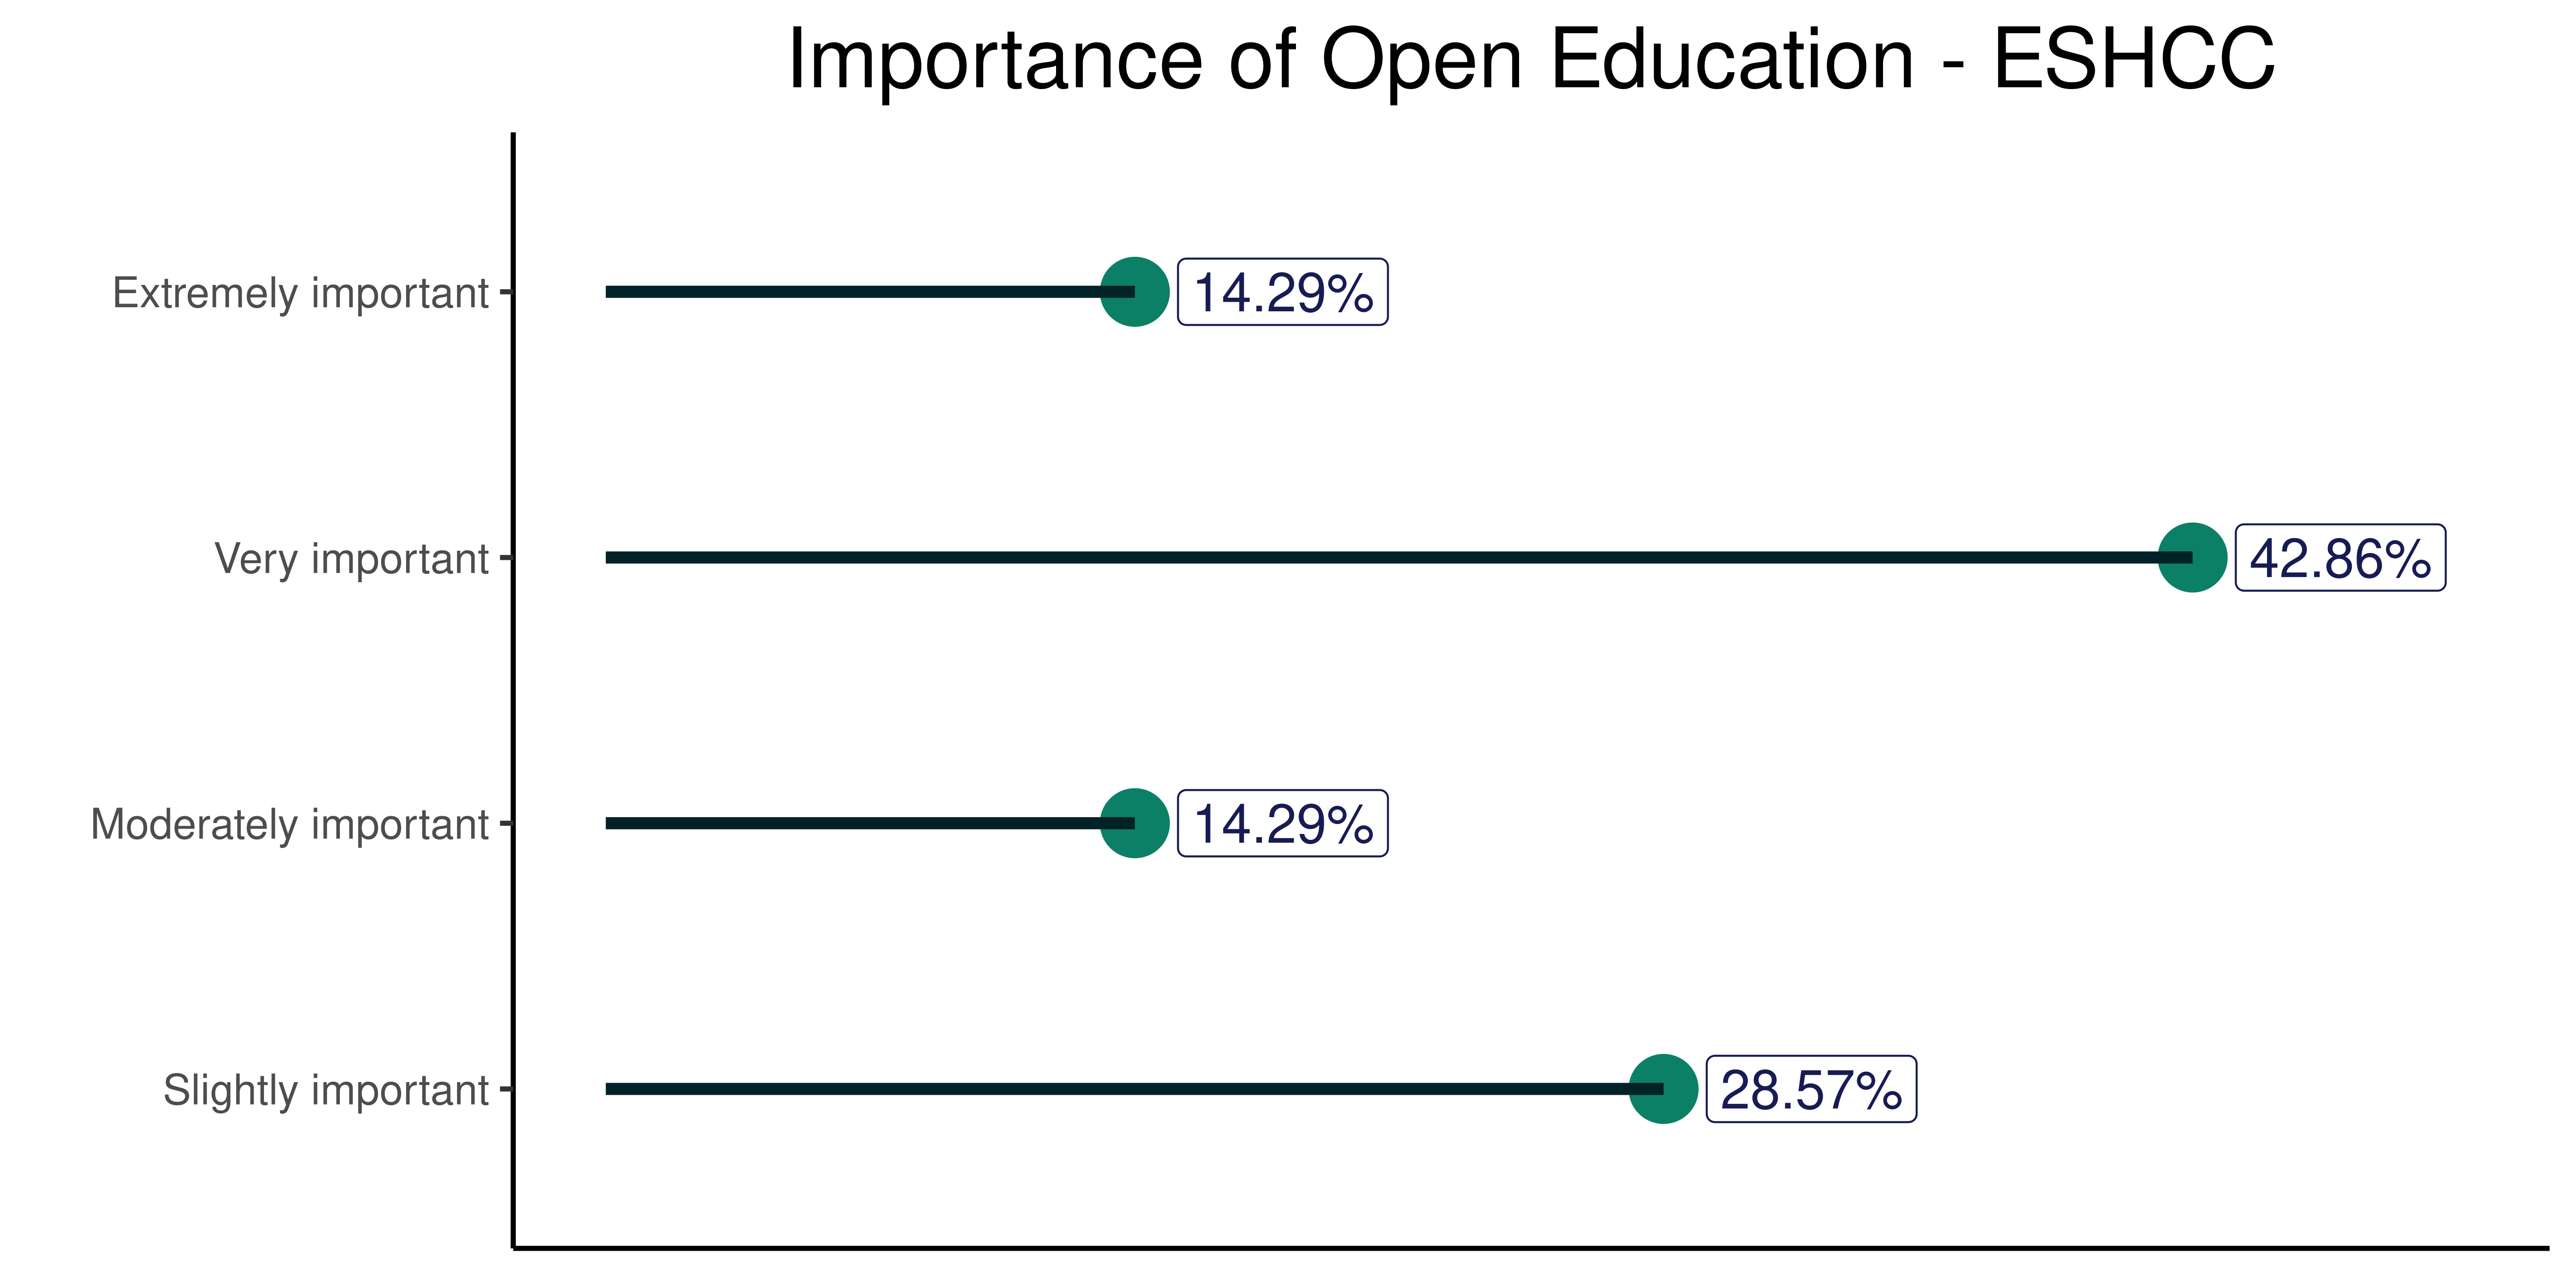 Importance of Open Education - ESHCC
Extremely important
14.29%
Very important
42.86%
Moderately important
14.29%
Slightly important
28.57%